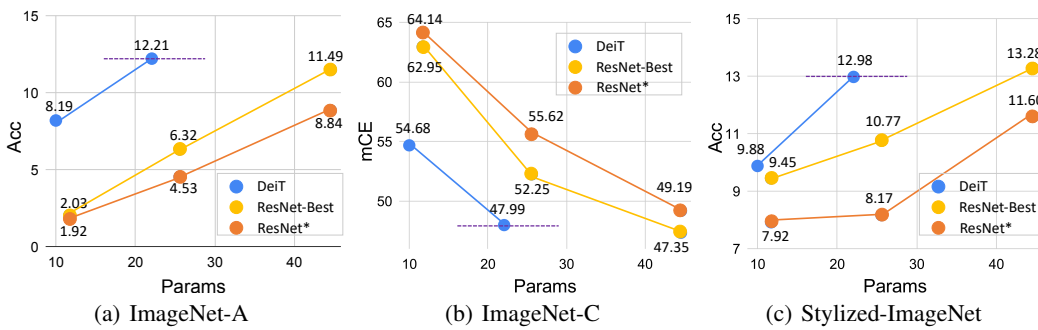 15
10
5
0
Acc
12.21
8.19
11.49
6.32
8.84
4.53
2.03
1.92
DeiT
ResNet-Best
ResNet*
10 20 30 40
Params
(a) ImageNet-A
65
60
55
50
mCE
64.14
62.95
DeiT
ResNet-Best
ResNet*
55.62
54.68
52.25
49.19
47.99
47.35
10 20 30 40
Params
(b) ImageNet-C
15
13
11
9
7
Acc
13.28
12.98
11.60
10.77
9.88
9.45
8.17
7.92
DeiT
ResNet-Best
ResNet*
10 20 30 40
Params
(c) Stylized-ImageNet